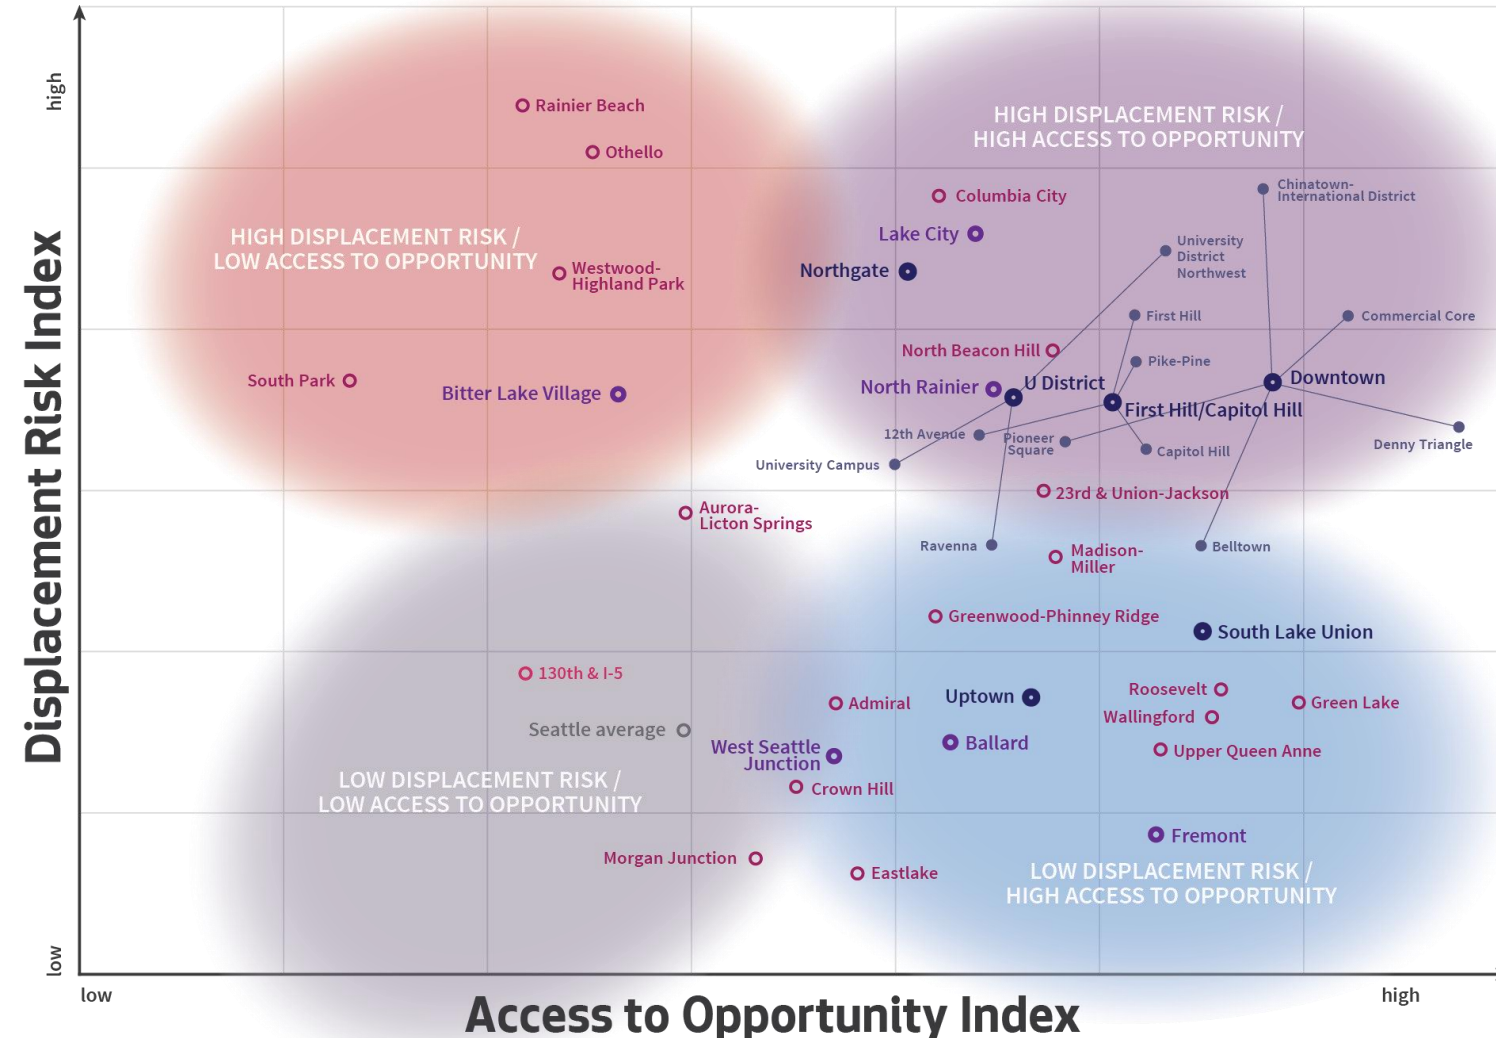 high
Displacement Risk Index
low
Rainier Beach
Othello
HIGH DISPLACEMENT RISK /
LOW ACCESS TO OPPORTUNITY
Westwood-
Highland Park
South Park
Bitter Lake Village
HIGH DISPLACEMENT RISK /
HIGH ACCESS TO OPPORTUNITY
Chinatown-
International District
Columbia City
Lake City
University
District
Northwest
Northgate
First Hill
Commercial Core
North Beacon Hill
Pike-Pine
North Rainier
U District
Downtown
First Hill/Capitol Hill
12th Avenue
Pioneer
Square
Capitol Hill
Denny Triangle
University Campus
23rd & Union-Jackson
Aurora-
Licton Springs
Ravenna
Madison-
Miller
Belltown
Greenwood-Phinney Ridge
South Lake Union
130th & I-5
Seattle average
LOW DISPLACEMENT RISK /
LOW ACCESS TO OPPORTUNITY
Admiral
Uptown
Roosevelt
Green Lake
Wallingford
West Seattle
Junction
Ballard
Upper Queen Anne
Crown Hill
Fremont
Morgan Junction
Eastlake
LOW DISPLACEMENT RISK /
HIGH ACCESS TO OPPORTUNITY
low
high
Access to Opportunity Index